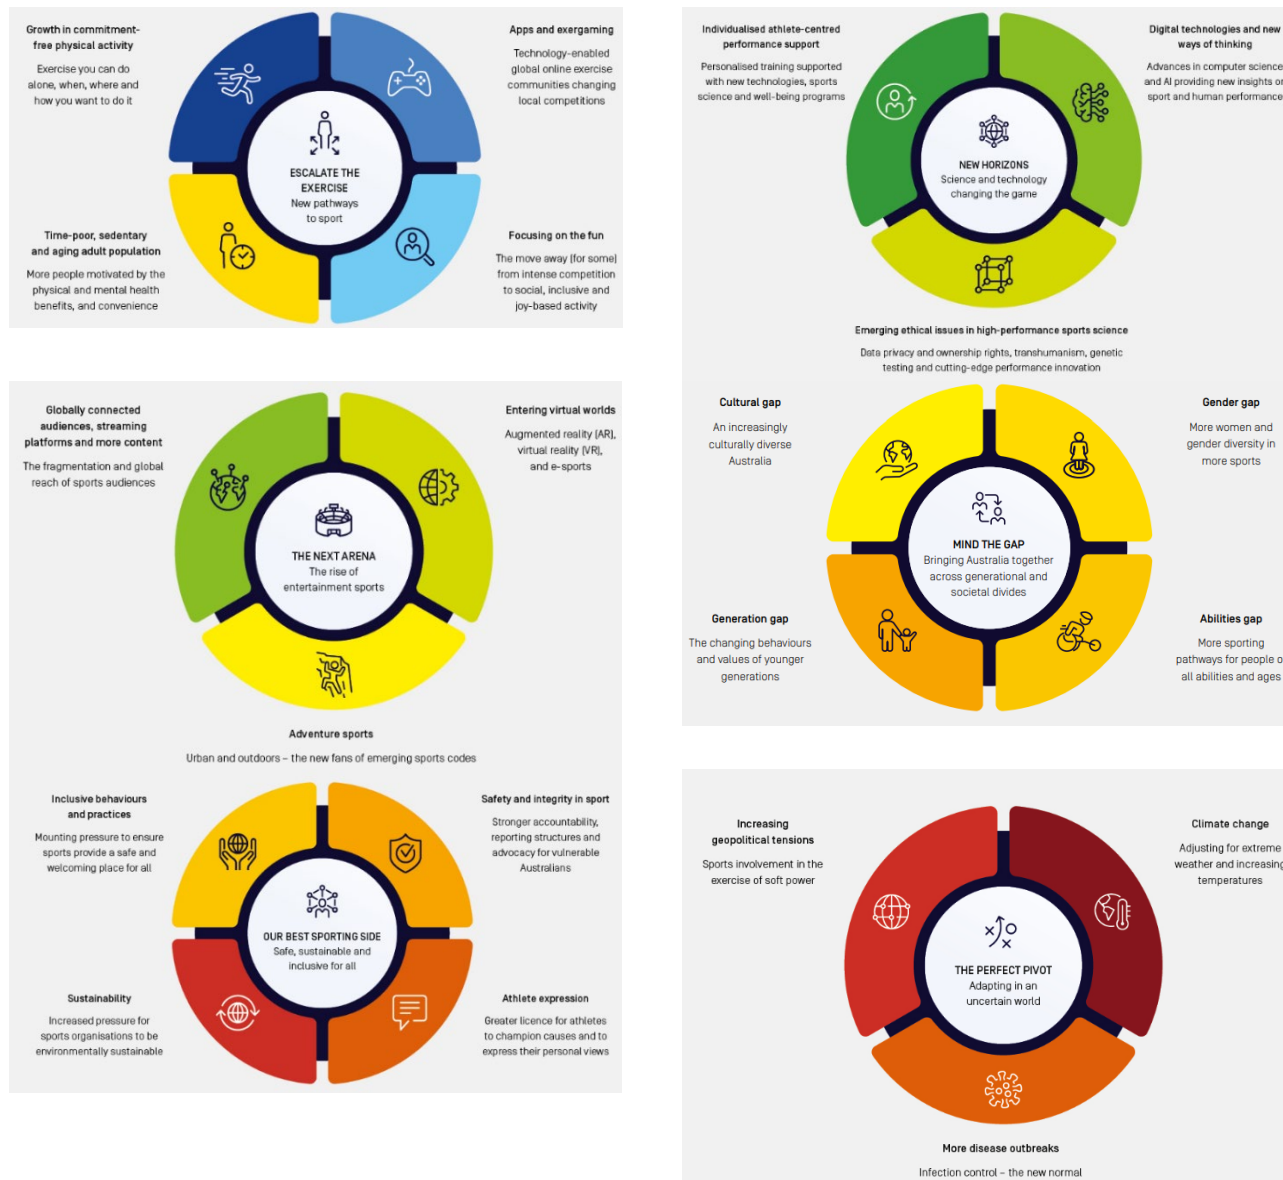 Growth in commitment-
free physical activity
Exercise you can do
alone, when, where and
how you want to do it
Apps and exergaming
Technology-enabled
global online exercise
communities changing
local competitions
ESCALATE THE
EXERCISE
New pathways
to sport
Time-poor, sedentary
and aging adult population
More people motivated by the
physical and mental health
benefits, and convenience
Focusing on the fun
The move away (for some)
from intense competition
to social, inclusive and
joy-based activity
Individualised athlete-centred
performance support
Personalised training supported
with new technologies, sports
science and well-being programs
Digital technologies and new
ways of thinking
Advances in computer science
and AI providing new insights on
sport and human performance
NEW HORIZONS
Science and technology
changing the game
Emerging ethical issues in high-performance sports science
Data privacy and ownership rights, transhumanism, genetic
testing and cutting-edge performance innovation
Globally connected
audiences, streaming
platforms and more content
The fragmentation and global
reach of sports audiences
Entering virtual worlds
Augmented reality (AR),
virtual reality (VR),
and e-sports
THE NEXT ARENA
The rise of
entertainment sports
Adventure sports
Urban and outdoors – the new fans of emerging sports codes
Cultural gap
An increasingly
culturally diverse
Australia
Gender gap
More women and
gender diversity in
more sports
MIND THE GAP
Bringing Australia together
across generational and
societal divides
Generation gap
The changing behaviours
and values of younger
generations
Abilities gap
More sporting
pathways for people o
all abilities and ages
Inclusive behaviours
and practices
Mounting pressure to ensure
sports provide a safe and
welcoming place for all
Safety and integrity in sport
Stronger accountability,
reporting structures and
advocacy for vulnerable
Australians
OUR BEST SPORTING SIDE
Safe, sustainable and
inclusive for all
Sustainability
Increased pressure for
sports organisations to be
environmentally sustainable
Athlete expression
Greater licence for athletes
to champion causes and to
express their personal views
Increasing
geopolitical tensions
Sports involvement in the
exercise of soft power
Climate change
Adjusting for extreme
weather and increasing
temperatures
THE PERFECT PIVOT
Adapting in an
uncertain world
More disease outbreaks
Infection control – the new normal